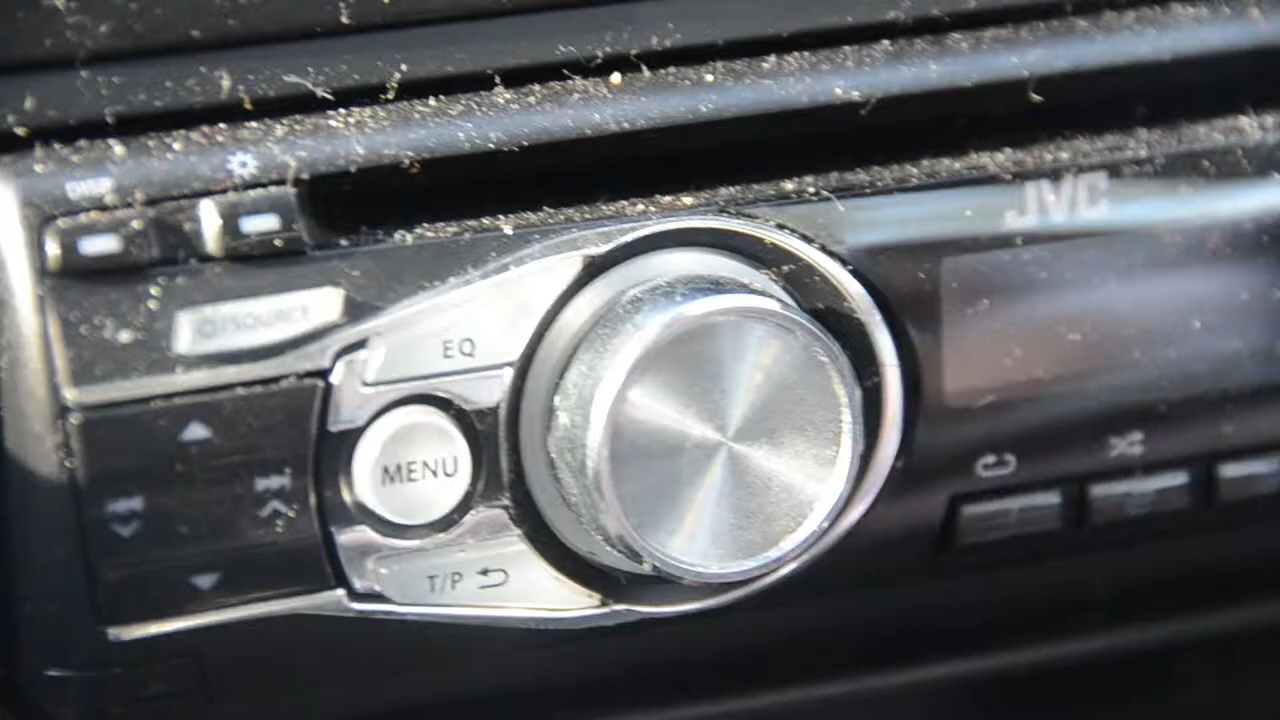 DISP
JVC
⏻/SOURCE
EQ
MENU
T/P